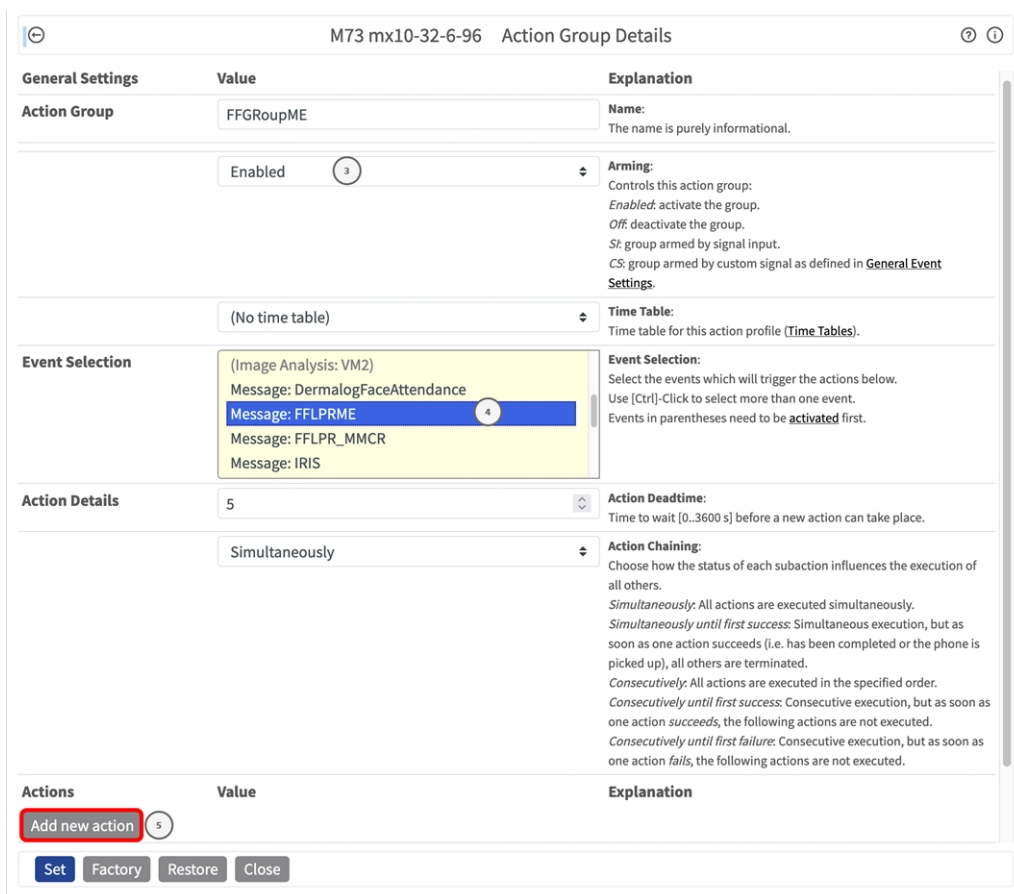 M73 mx10-32-6-96 Action Group Details
General Settings Value Explanation
Action Group FFGRoupME Name:
The name is purely informational.
Enabled 3 Arming:
Controls this action group:
Enabled: activate the group.
Off: deactivate the group.
SI: group armed by signal input.
CS: group armed by custom signal as defined in General Event
Settings.
(No time table) Time Table:
Time table for this action profile (Time Tables).
Event Selection
(Image Analysis: VM2)
Message: DermalogFaceAttendance
Message: FFLPRME 4
Message: FFLPR_MMCR
Message: IRIS
Event Selection:
Select the events which will trigger the actions below.
Use [Ctrl]-Click to select more than one event.
Events in parentheses need to be activated first.
Action Details 5 Action Deadtime:
Time to wait [0..3600 s] before a new action can take place.
Simultaneously Action Chaining:
Choose how the status of each subaction influences the execution of
all others.
Simultaneously: All actions are executed simultaneously.
Simultaneously until first success: Simultaneous execution, but as
soon as one action succeeds (i.e. has been completed or the phone is
picked up), all others are terminated.
Consecutively: All actions are executed in the specified order.
Consecutively until first success: Consecutive execution, but as soon as
one action succeeds, the following actions are not executed.
Consecutively until first failure: Consecutive execution, but as soon as
one action fails, the following actions are not executed.
Actions Value Explanation
Add new action 5
Set Factory Restore Close